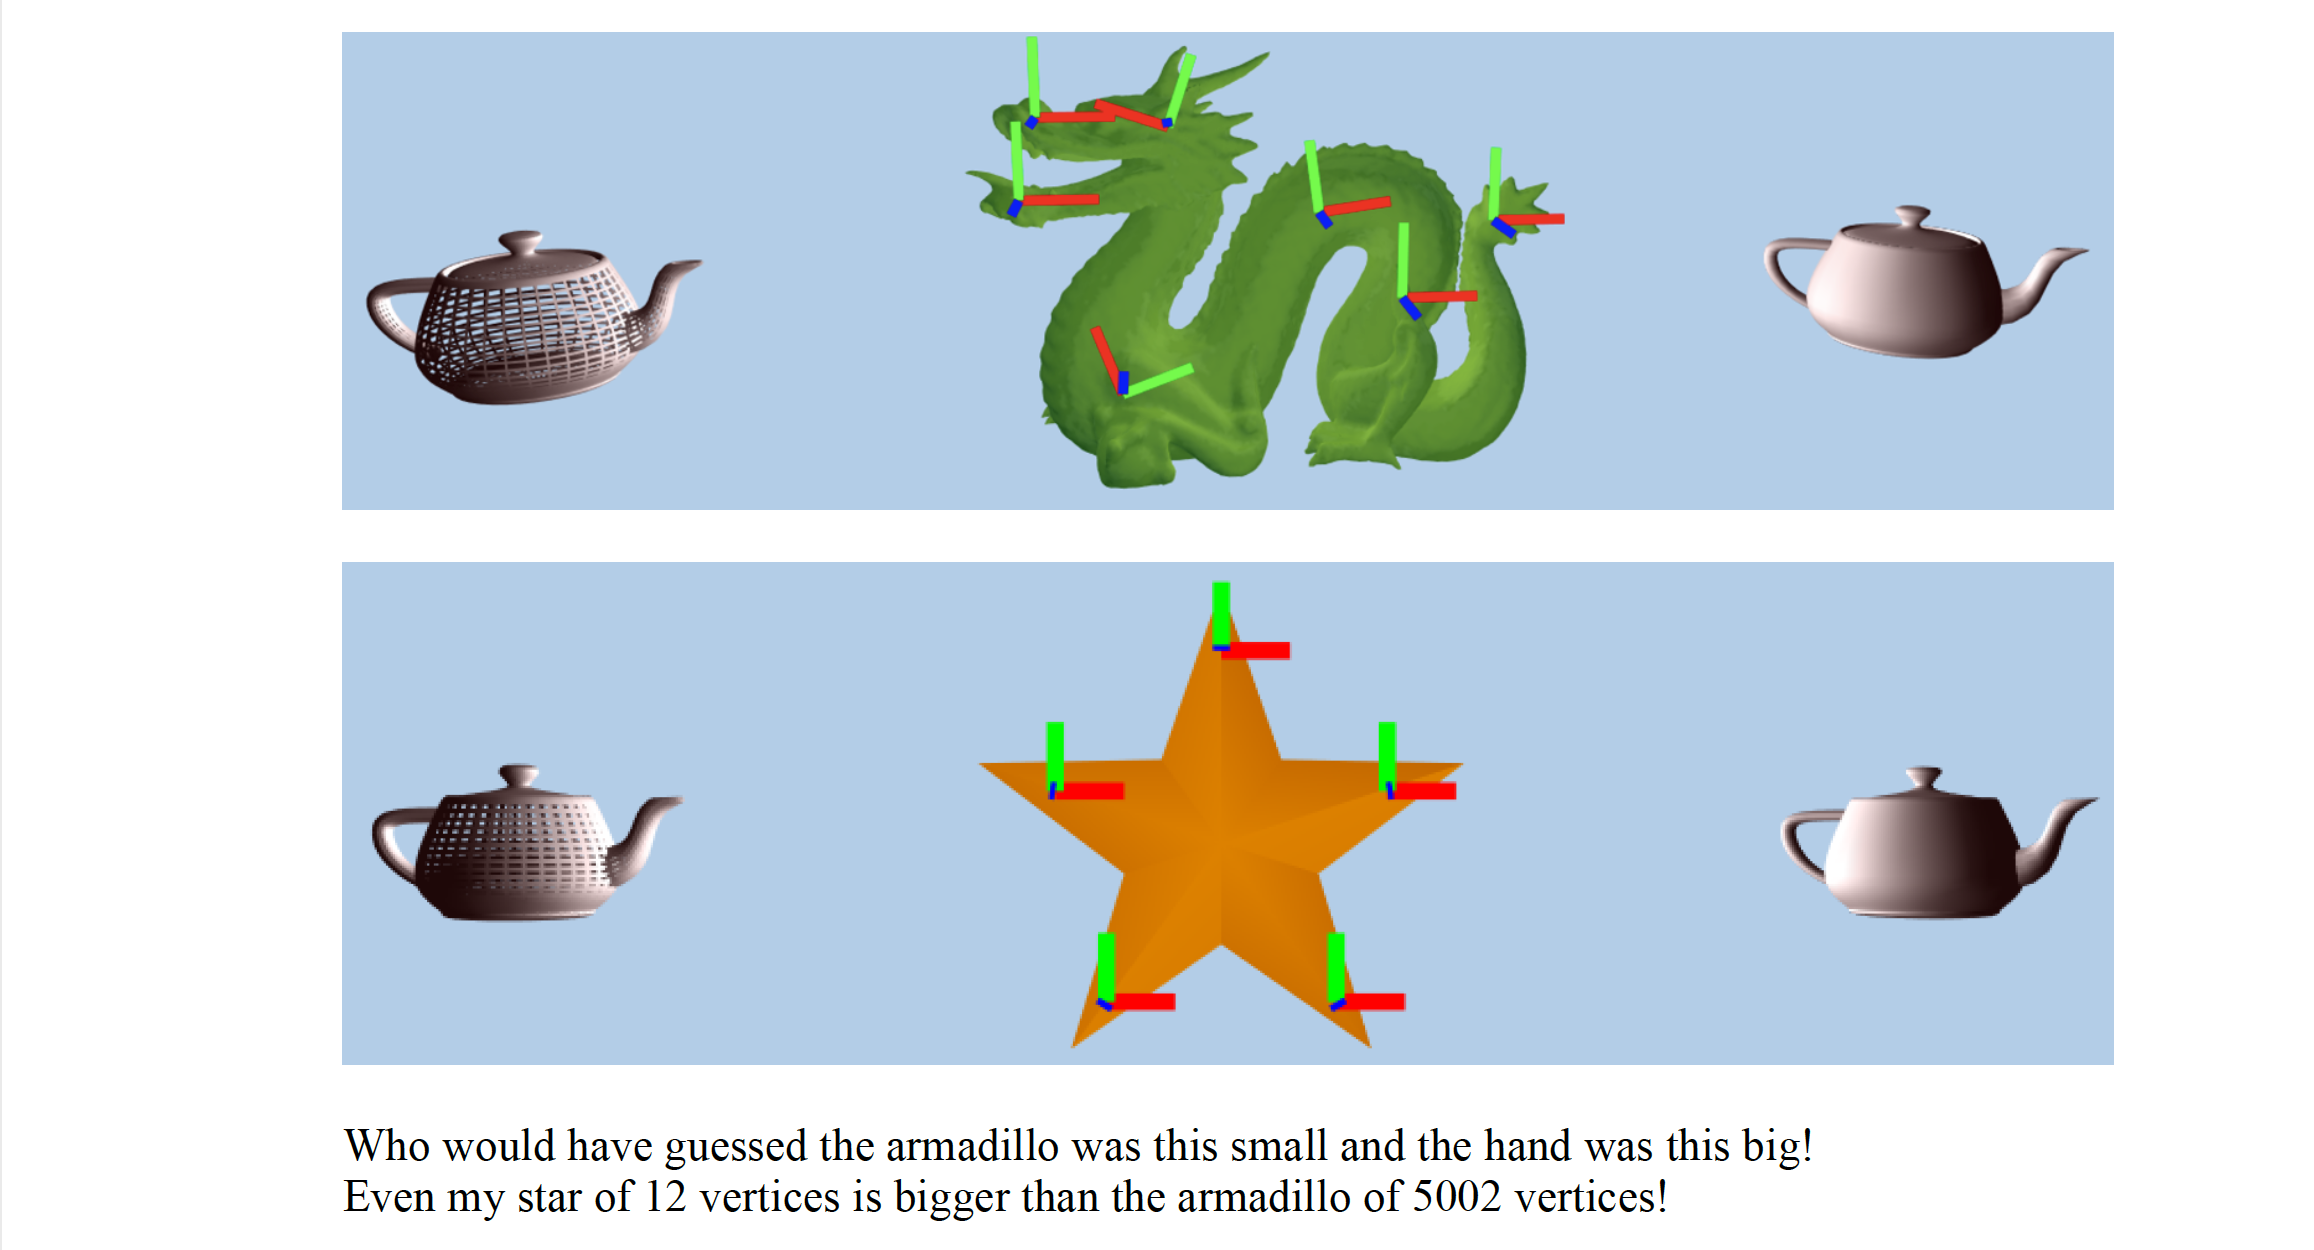 Who would have guessed the armadillo was this small and the hand was this big!
Even my star of 12 vertices is bigger than the armadillo of 5002 vertices!